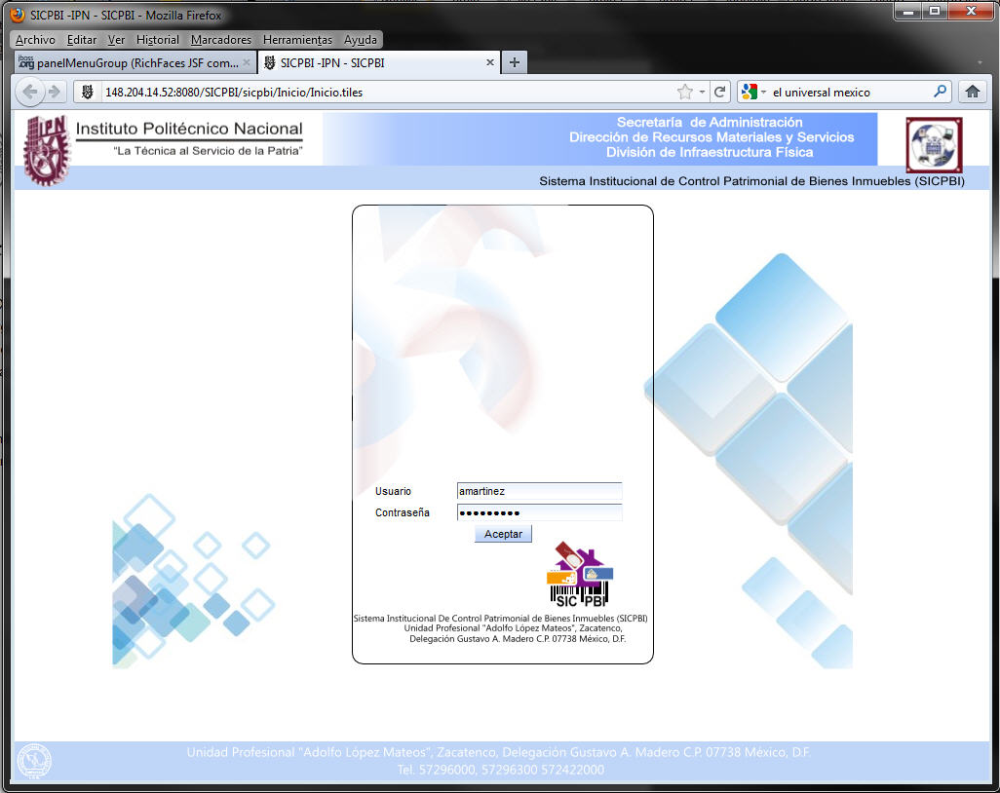 SICPBI -IPN - SICPBI - Mozilla Firefox
Archivo Editar Ver Historial Marcadores Herramientas Ayuda
jboss .org panelMenuGroup (RichFaces JSF com...
SICPBI -IPN - SICPBI
148.204.14.52:8080/SICPBI/sicpbi/Inicio/Inicio.tiles
el universal mexico
IPN
Instituto Politécnico Nacional
"La Técnica al Servicio de la Patria"
Secretaría de Administración
Dirección de Recursos Materiales y Servicios
División de Infraestructura Física
Sistema Institucional de Control Patrimonial de Bienes Inmuebles (SICPBI)
Usuario amartinez
Contraseña •••••••••
Aceptar
SIC PBI
Sistema Institucional De Control Patrimonial de Bienes Inmuebles (SICPBI)
Unidad Profesional "Adolfo López Mateos", Zacatenco,
Delegación Gustavo A. Madero C.P. 07738 México, D.F.
Unidad Profesional "Adolfo López Mateos", Zacatenco, Delegación Gustavo A. Madero C.P. 07738 México, D.F.
Tel. 57296000, 57296300 572422000